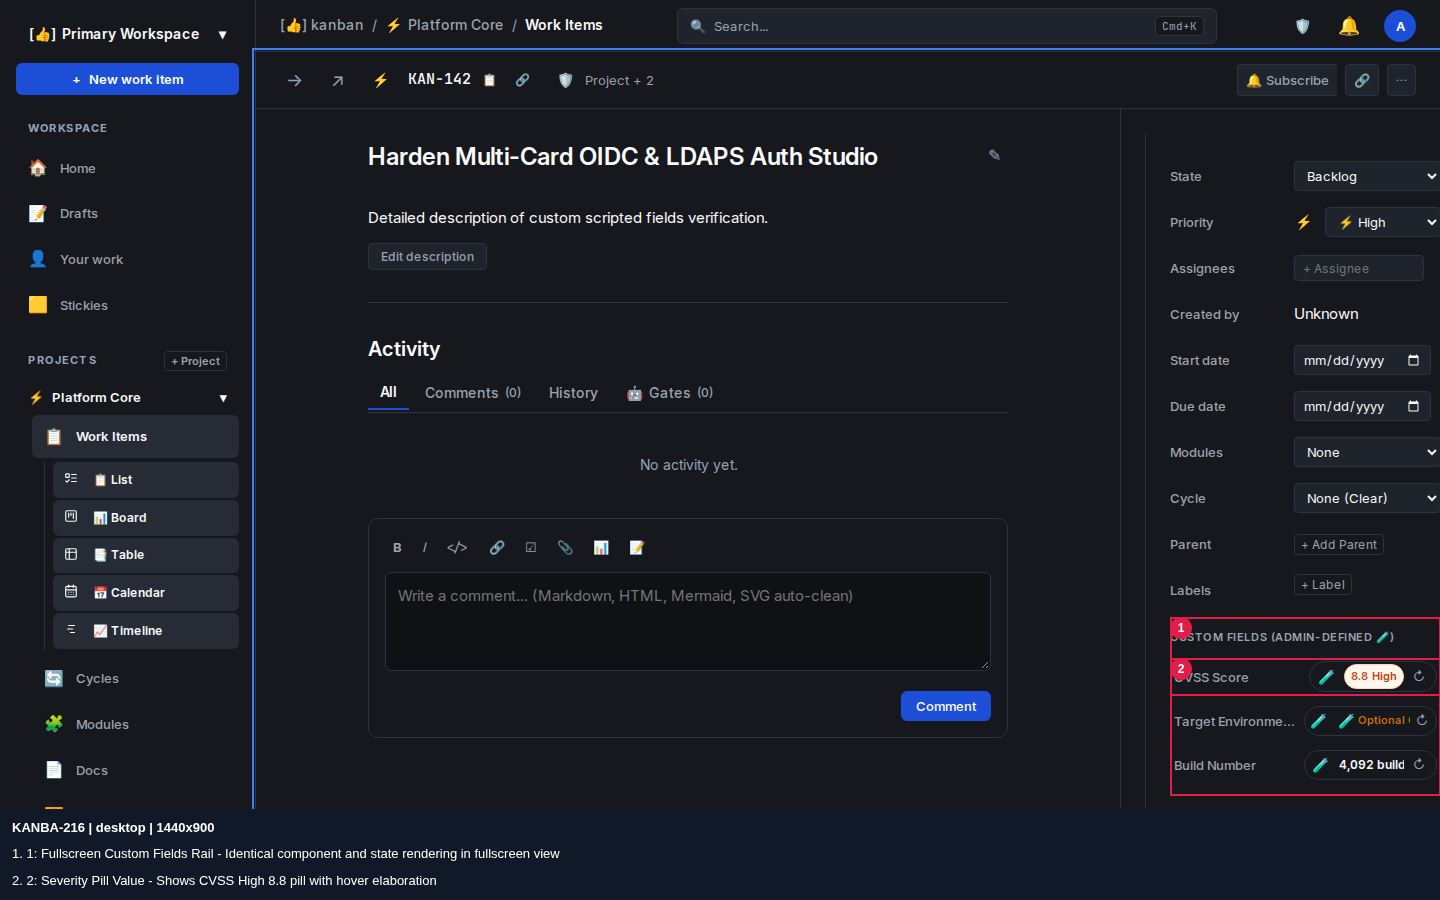 [👍] Primary Workspace ▼
+ New work item
WORKSPACE
🏠 Home
📝 Drafts
👤 Your work
🟨 Stickies
PROJECTS
+ Project
⚡ Platform Core ▼
📋 Work Items
📋 List
📊 Board
📑 Table
📅 Calendar
📈 Timeline
🔄 Cycles
🧩 Modules
📄 Docs
[👍] kanban / ⚡ Platform Core / Work Items
🔍 Search...
Cmd+K
A
→ ↗ ⚡ KAN-142 📋 🔗 🛡️ Project + 2
🔔 Subscribe
🔗
...
Harden Multi-Card OIDC & LDAPS Auth Studio
Detailed description of custom scripted fields verification.
Edit description
Activity
All
Comments (0)
History
🤖 Gates (0)
No activity yet.
B I </> 🔗 ☑ 📎 📊 📝
Write a comment... (Markdown, HTML, Mermaid, SVG auto-clean)
Comment
State
Backlog
Priority
⚡ ⚡ High
Assignees
+ Assignee
Created by
Unknown
Start date
mm/dd/yyyy
Due date
mm/dd/yyyy
Modules
None
Cycle
None (Clear)
Parent
+ Add Parent
Labels
+ Label
1
USTOM FIELDS (ADMIN-DEFINED 🧪)
2
CVSS Score
🧪 8.8 High ↻
Target Environme...
🧪 🧪 Optional ↻
Build Number
🧪 4,092 build ↻
KANBA-216 | desktop | 1440x900
1. 1: Fullscreen Custom Fields Rail - Identical component and state rendering in fullscreen view
2. 2: Severity Pill Value - Shows CVSS High 8.8 pill with hover elaboration